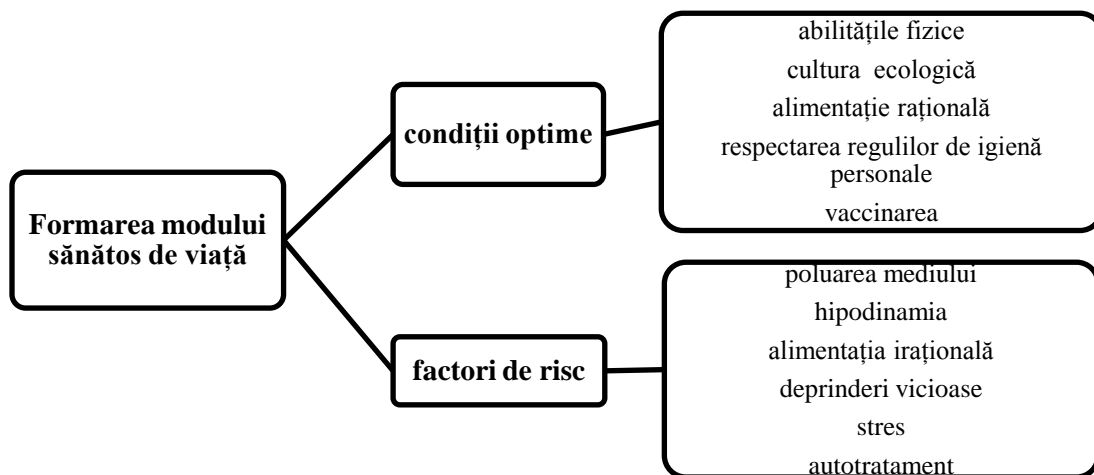 Formarea modului
sănătos de viață
condiții optime
abilitățile fizice
cultura ecologică
alimentație rațională
respectarea regulilor de igienă
personale
vaccinarea
factori de risc
poluarea mediului
hipodinamia
alimentația irațională
deprinderi vicioase
stres
autotratament